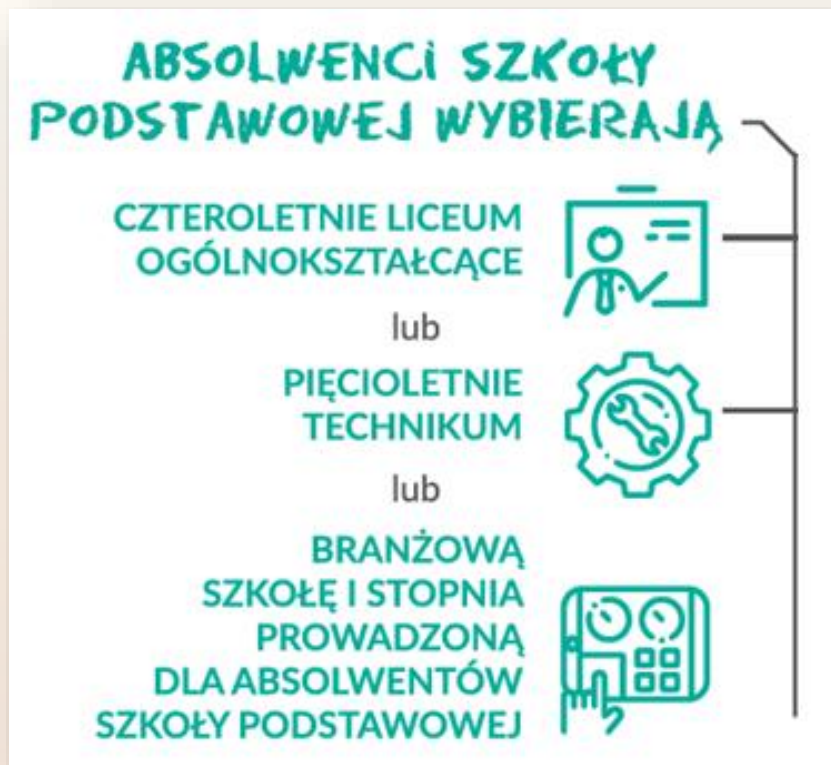 ABSOLWENCi SZKOŁY
PODSTAWOWEJ WYBIERAJĄ
CZTEROLETNIE LICEUM
OGÓLNOKSZTAŁCĄCE
lub
PIĘCIOLETNIE
TECHNIKUM
lub
BRANŻOWĄ
SZKOŁĘ I STOPNIA
PROWADZONĄ
DLA ABSOLWENTÓW
SZKOŁY PODSTAWOWEJ